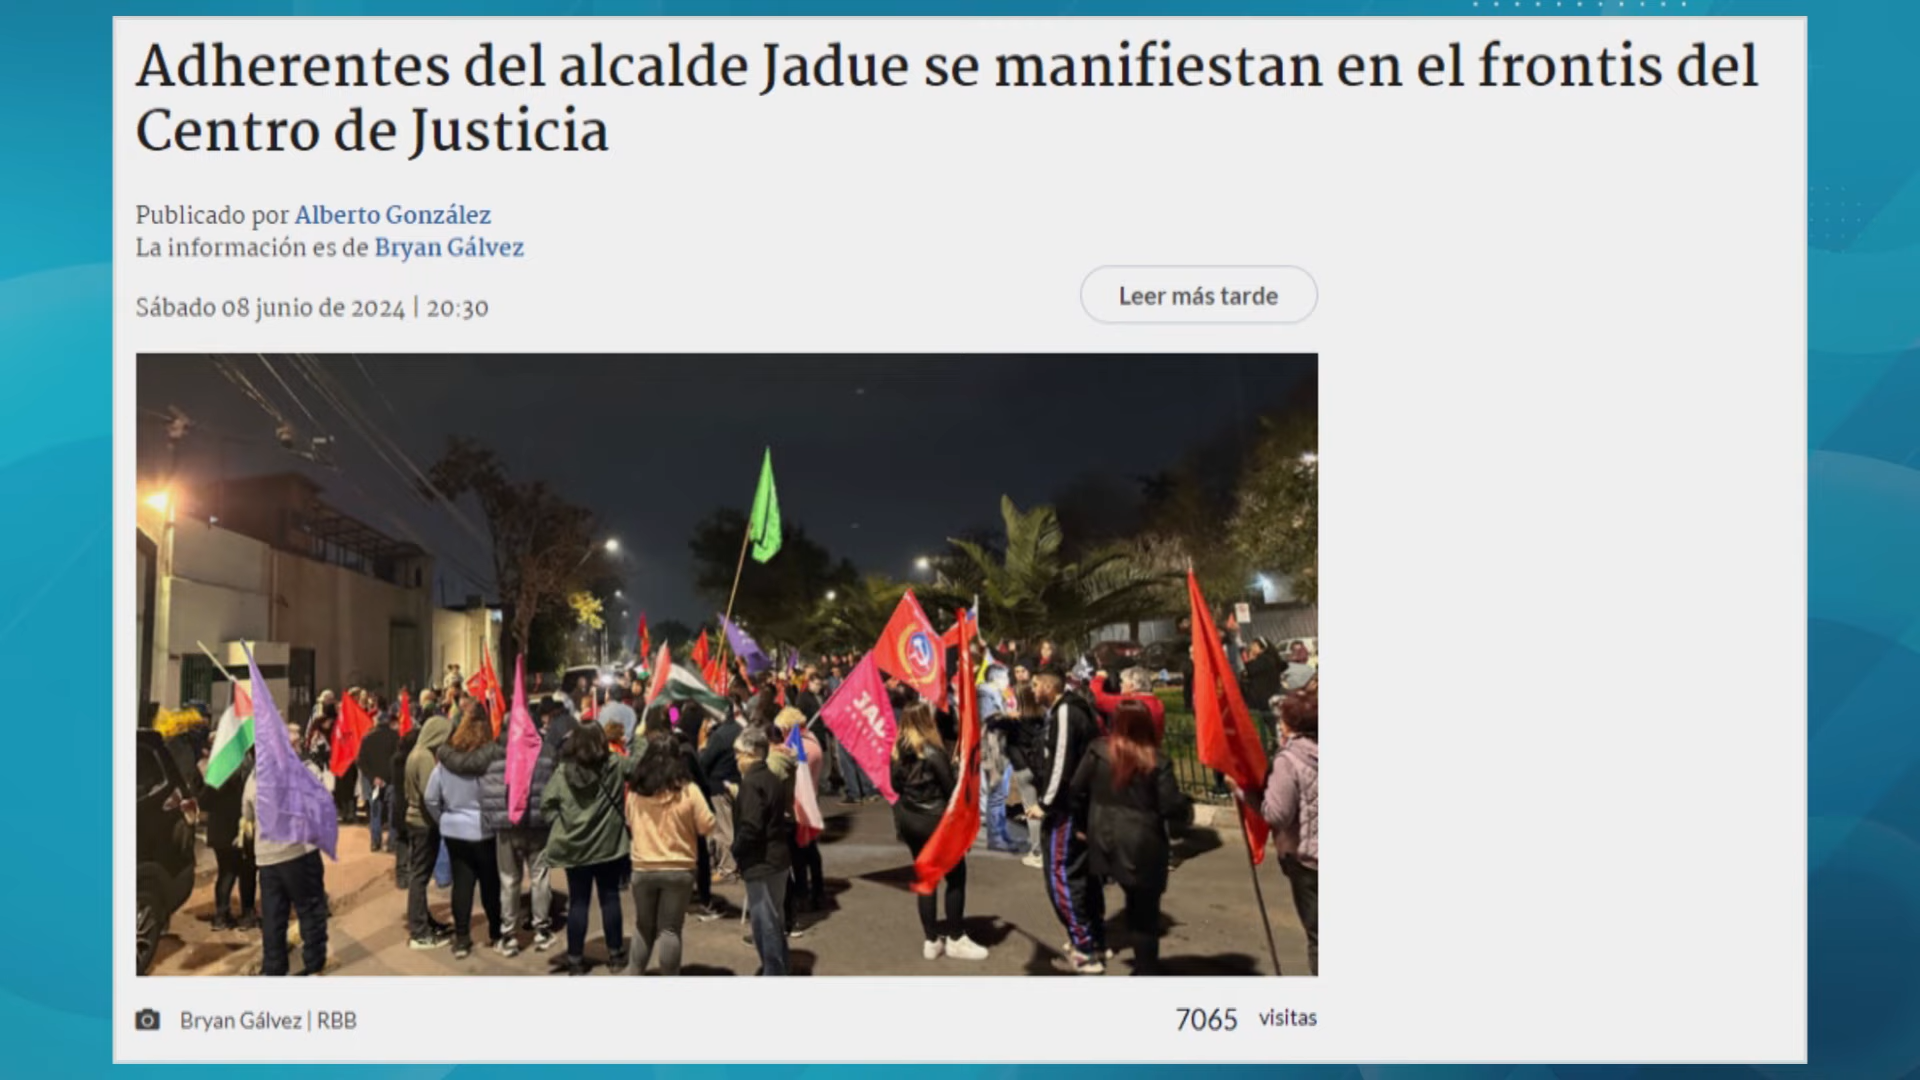 Adherentes del alcalde Jadue se manifiestan en el frontis del
Centro de Justicia
Publicado por Alberto González
La información es de Bryan Gálvez
Sábado 08 junio de 2024 | 20:30
Leer más tarde
JAL
Bryan Gálvez | RBB
7065 visitas